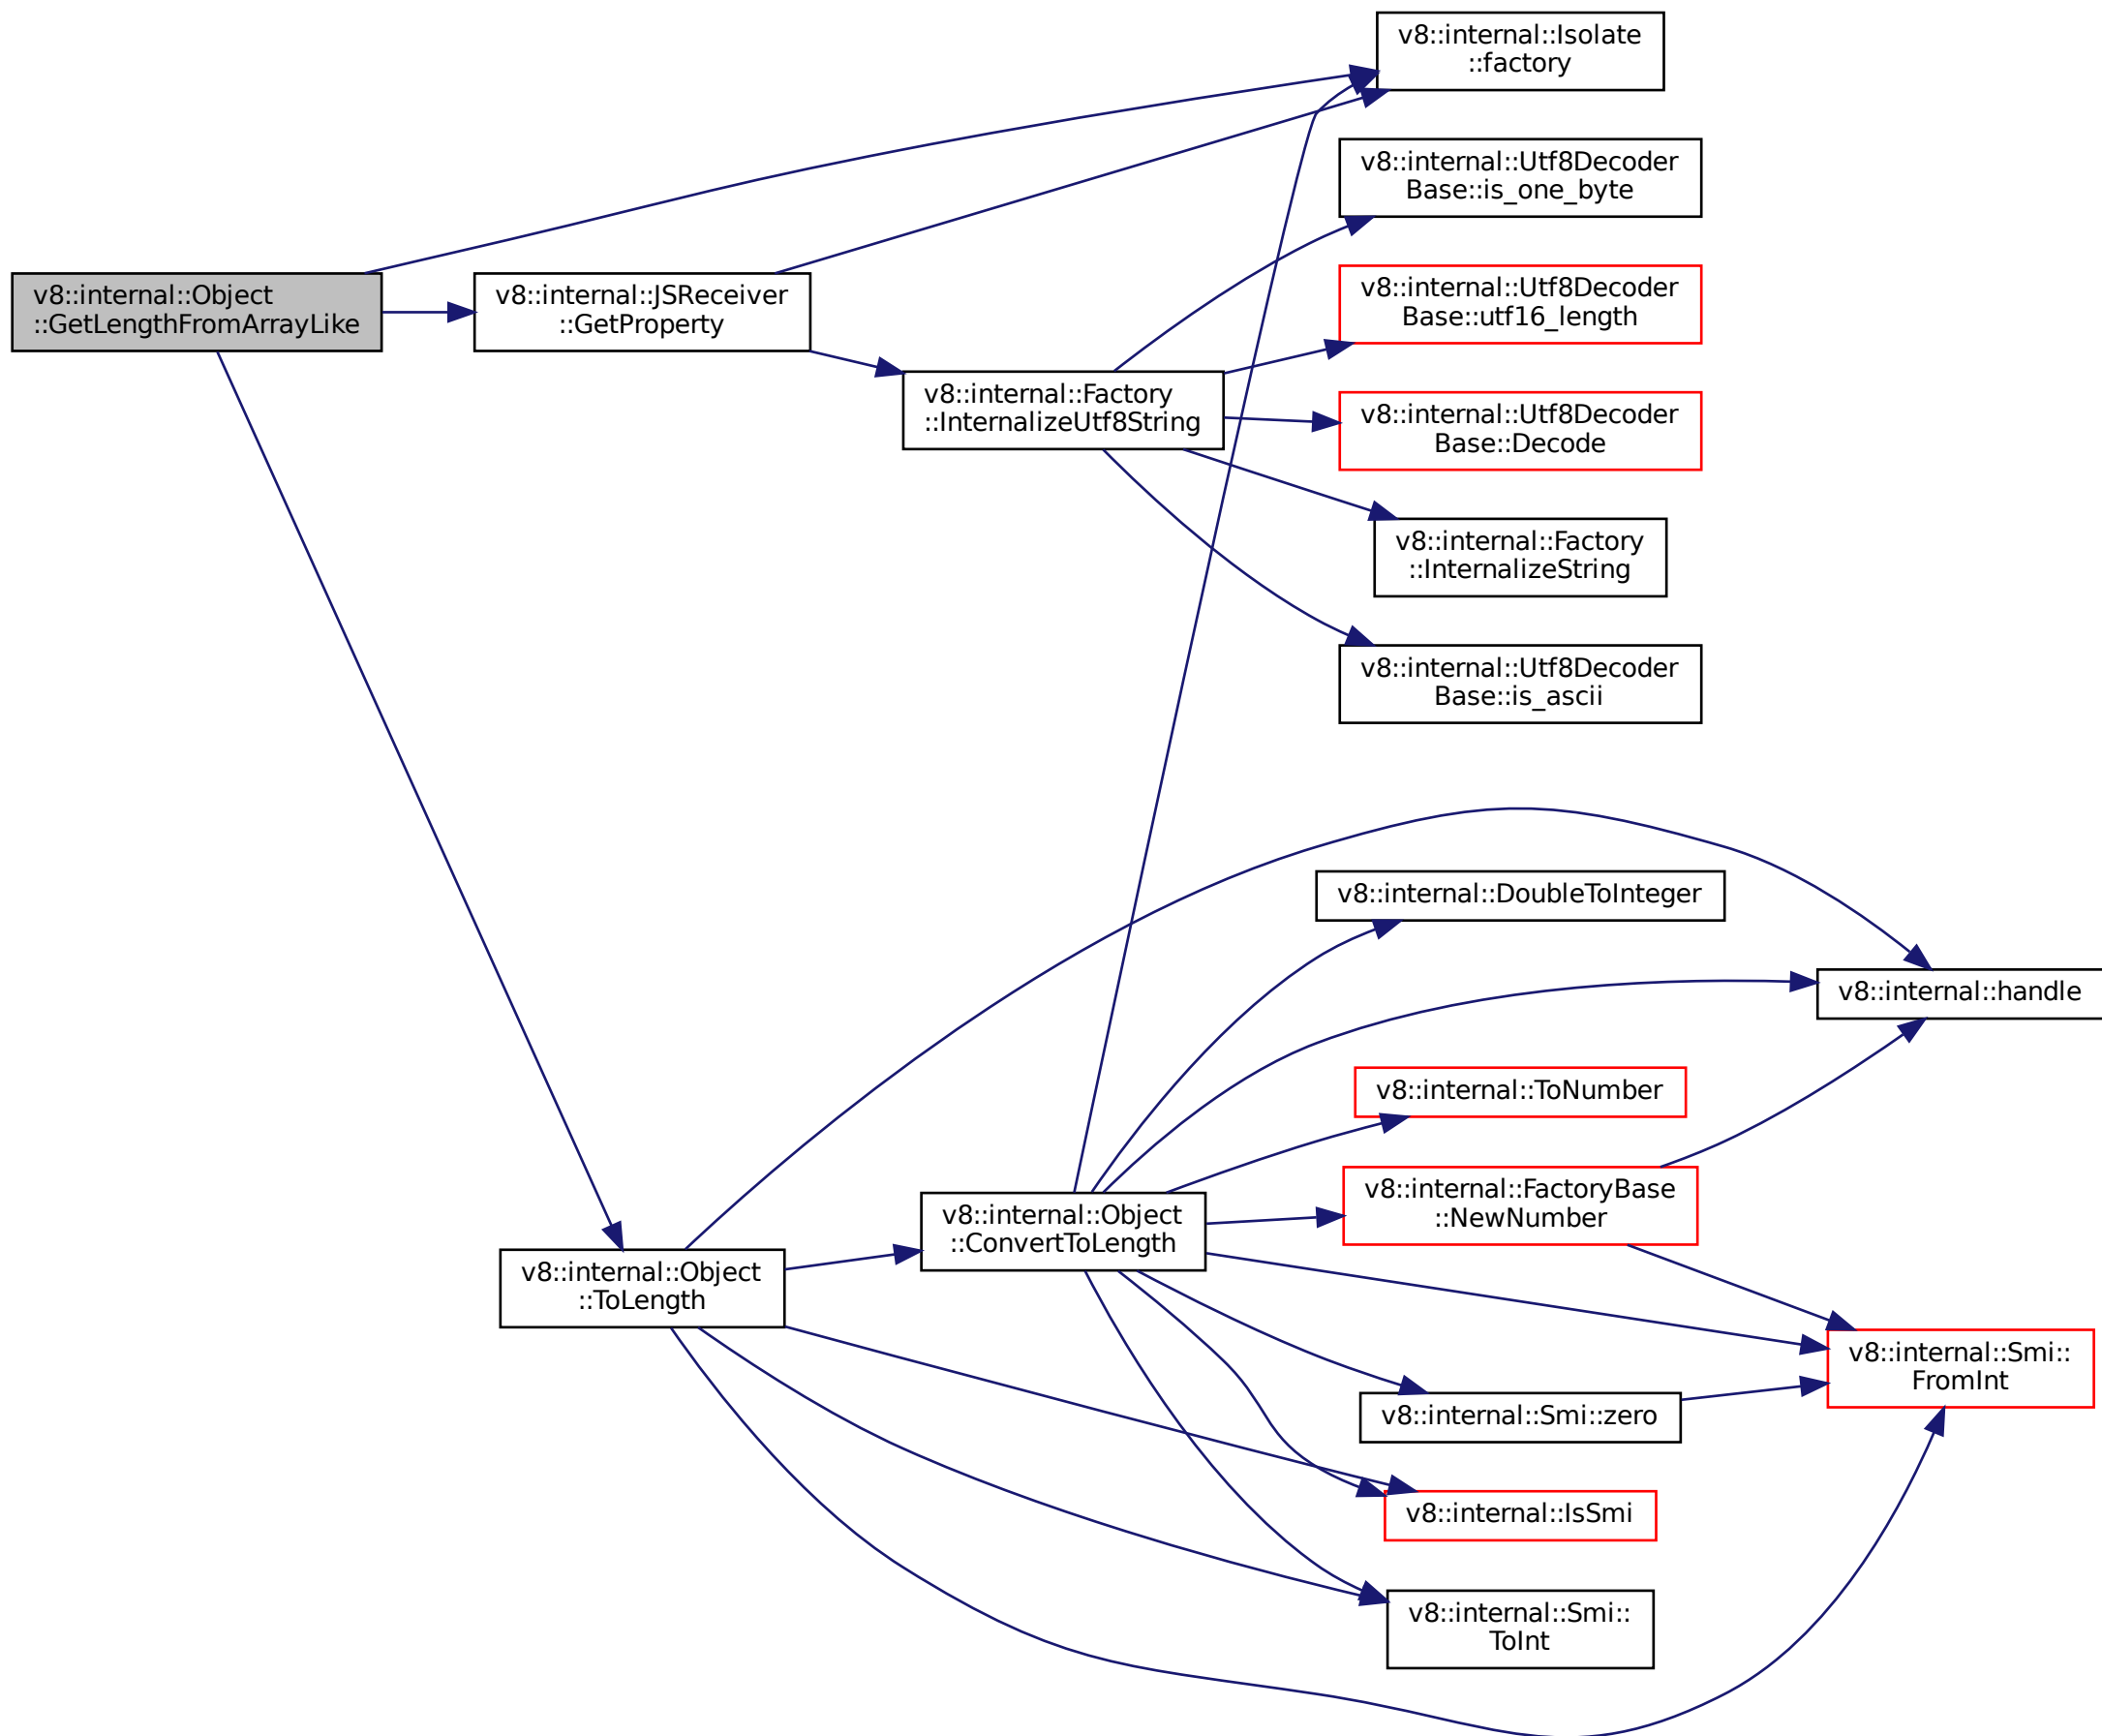 v8::internal::Isolate
::factory
v8::internal::Utf8Decoder
Base::is_one_byte
v8::internal::Object
::GetLengthFromArrayLike
v8::internal::JSReceiver
::GetProperty
v8::internal::Utf8Decoder
Base::utf16_length
v8::internal::Factory
::InternalizeUtf8String
v8::internal::Utf8Decoder
Base::Decode
v8::internal::Factory
::InternalizeString
v8::internal::Utf8Decoder
Base::is_ascii
v8::internal::DoubleToInteger
v8::internal::handle
v8::internal::ToNumber
v8::internal::FactoryBase
::NewNumber
v8::internal::Object
::ConvertToLength
v8::internal::Object
::ToLength
v8::internal::Smi::
FromInt
v8::internal::Smi::zero
v8::internal::IsSmi
v8::internal::Smi::
ToInt